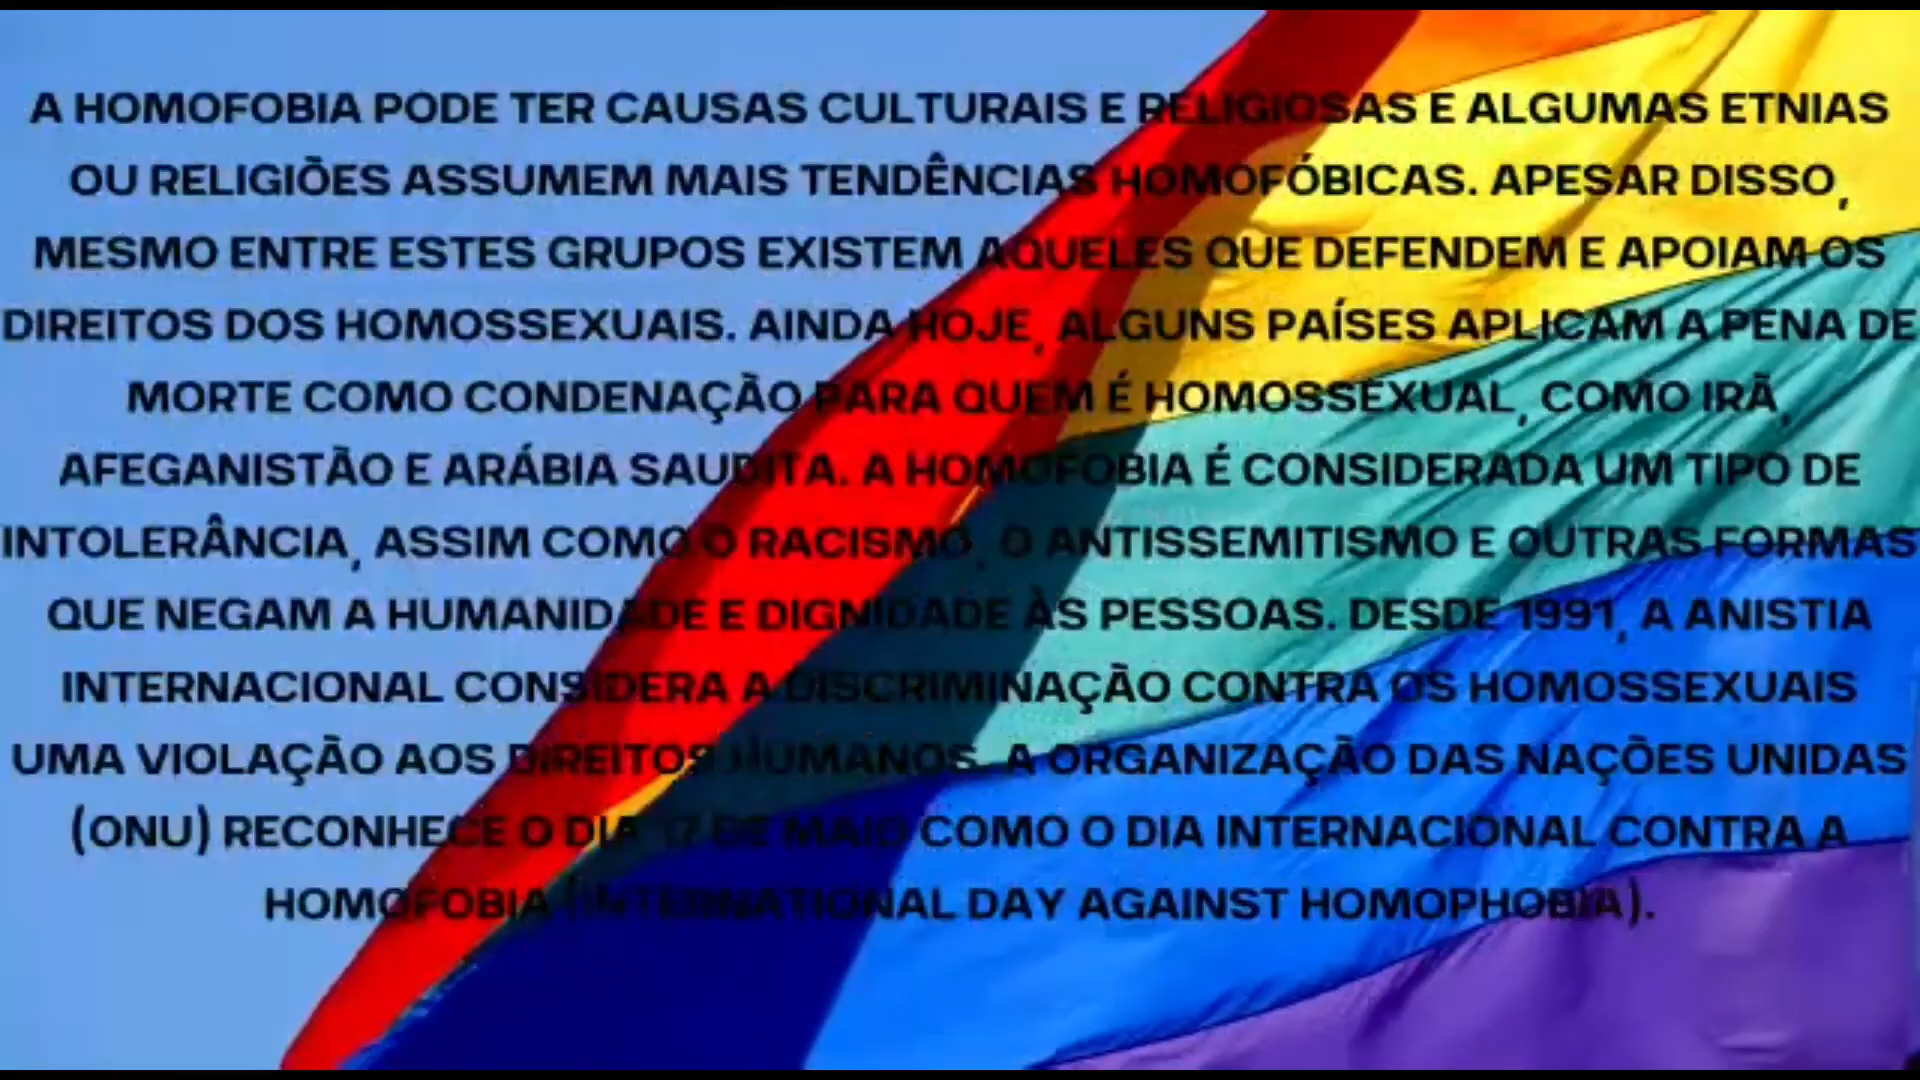 A HOMOFOBIA PODE TER CAUSAS CULTURAIS E RELIGIOSAS E ALGUMAS ETNIAS
OU RELIGIÕES ASSUMEM MAIS TENDÊNCIAS HOMOFÓBICAS. APESAR DISSO,
MESMO ENTRE ESTES GRUPOS EXISTEM AQUELES QUE DEFENDEM E APOIAM OS
DIREITOS DOS HOMOSSEXUAIS. AINDA HOJE, ALGUNS PAÍSES APLICAM A PENA DE
MORTE COMO CONDENAÇÃO PARA QUEM É HOMOSSEXUAL, COMO IRÃ,
AFEGANISTÃO E ARÁBIA SAUDITA. A HOMOFOBIA É CONSIDERADA UM TIPO DE
INTOLERÂNCIA, ASSIM COMO O RACISMO, O ANTISSEMITISMO E OUTRAS FORMAS
QUE NEGAM A HUMANIDADE E DIGNIDADE ÀS PESSOAS. DESDE 1991, A ANISTIA
INTERNACIONAL CONSIDERA A DISCRIMINAÇÃO CONTRA OS HOMOSSEXUAIS
UMA VIOLAÇÃO AOS DIREITOS HUMANOS. A ORGANIZAÇÃO DAS NAÇÕES UNIDAS
(ONU) RECONHECE O DIA 17 DE MAIO COMO O DIA INTERNACIONAL CONTRA A
HOMOFOBIA (INTERNATIONAL DAY AGAINST HOMOPHOBIA).